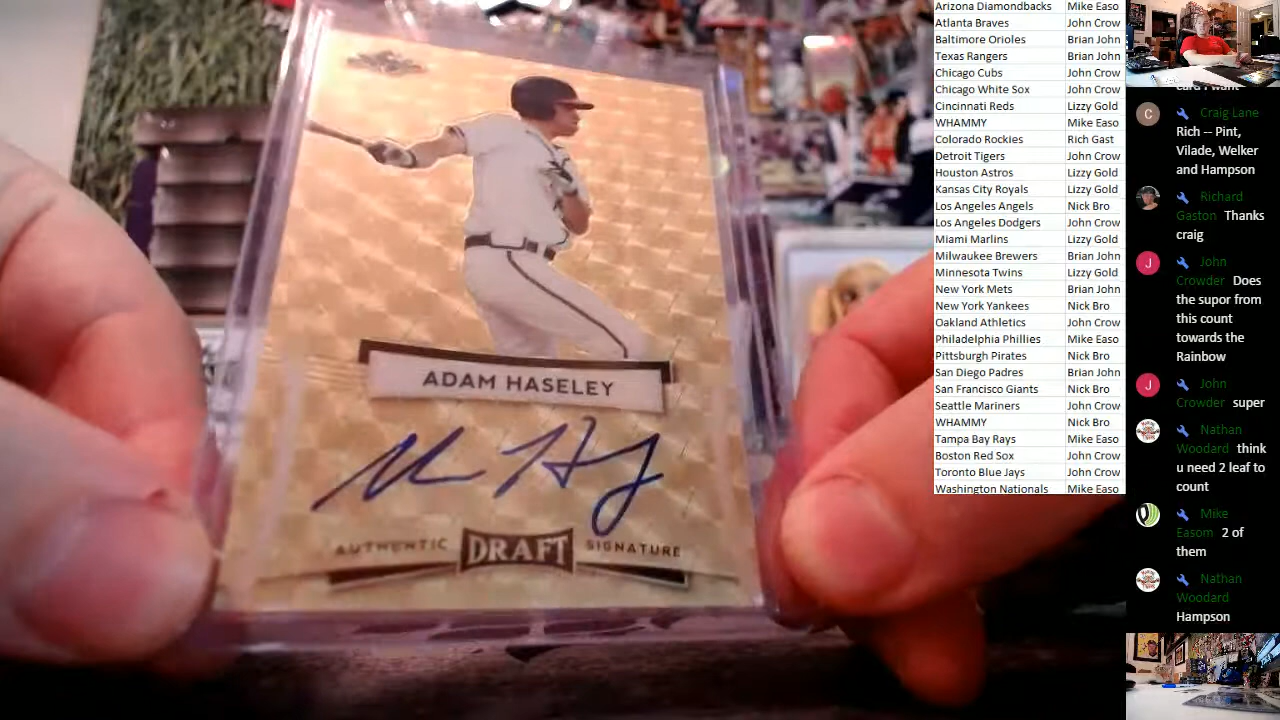 ADAM HASELEY
AUTHENTIC DRAFT SIGNATURE
Arizona Diamondbacks Mike Easo
Atlanta Braves John Crow
Baltimore Orioles Brian John
Texas Rangers Brian John
Chicago Cubs John Crow
Chicago White Sox John Crow
Cincinnati Reds Lizzy Gold
WHAMMY Mike Easo
Colorado Rockies Rich Gast
Detroit Tigers John Crow
Houston Astros Lizzy Gold
Kansas City Royals Lizzy Gold
Los Angeles Angels Nick Bro
Los Angeles Dodgers John Crow
Miami Marlins Lizzy Gold
Milwaukee Brewers Brian John
Minnesota Twins Lizzy Gold
New York Mets Brian John
New York Yankees Nick Bro
Oakland Athletics John Crow
Philadelphia Phillies Mike Easo
Pittsburgh Pirates Nick Bro
San Diego Padres Brian John
San Francisco Giants Nick Bro
Seattle Mariners John Crow
WHAMMY Nick Bro
Tampa Bay Rays Mike Easo
Boston Red Sox John Crow
Toronto Blue Jays John Crow
Washington Nationals Mike Easo
card I want
C Craig Lane
Rich -- Pint,
Vilade, Welker
and Hampson
Richard
Gaston Thanks
craig
J John
Crowder Does
the supor from
this count
towards the
Rainbow
J John
Crowder super
Nathan
Woodard think
u need 2 leaf to
count
Mike
Easom 2 of
them
Nathan
Woodard
Hampson